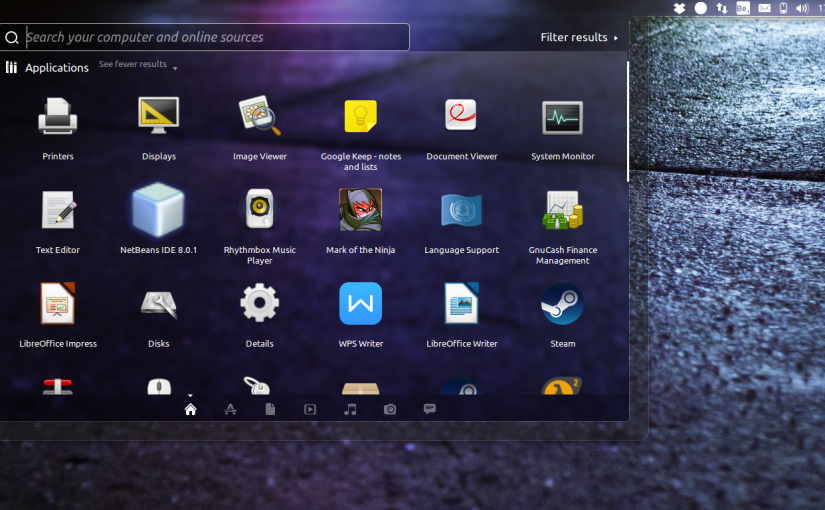 Be,
Search your computer and online sources
Filter results
Applications
See fewer results
Printers
Displays
Image Viewer
Google Keep - notes
and lists
Document Viewer
System Monitor
Text Editor
NetBeans IDE 8.0.1
Rhythmbox Music
Player
Mark of the Ninja
Language Support
GnuCash Finance
Management
LibreOffice Impress
Disks
Details
WPS Writer
LibreOffice Writer
Steam
2